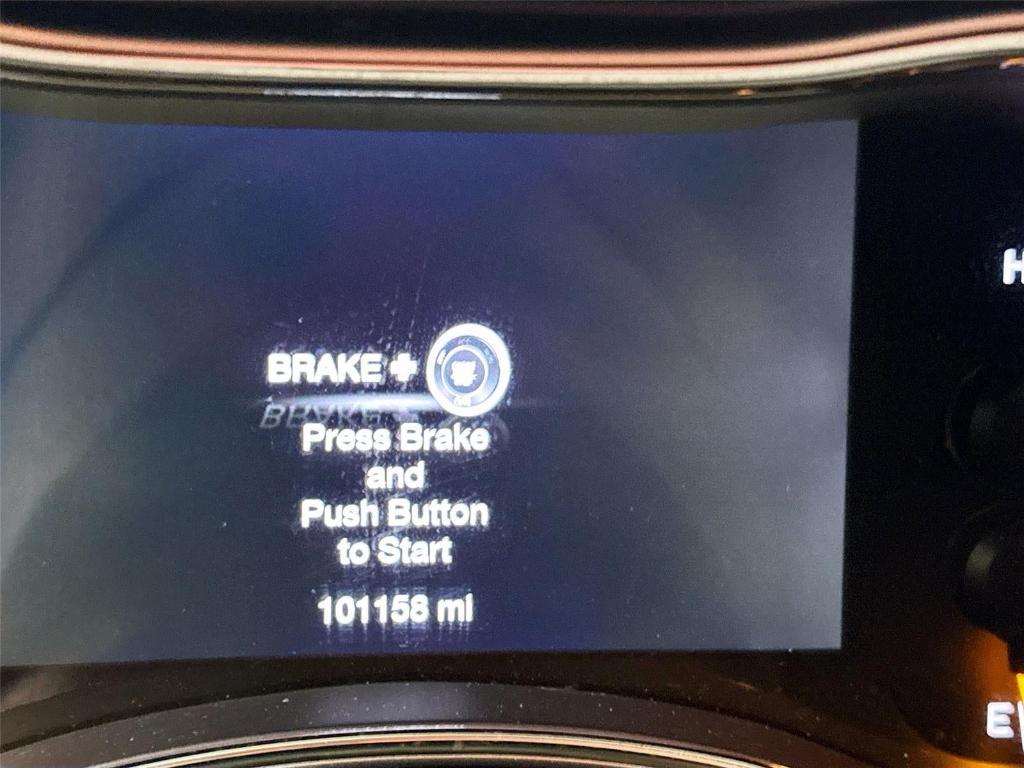 H
BRAKE +
Press Brake
and
Push Button
to Start
101158 mi
E